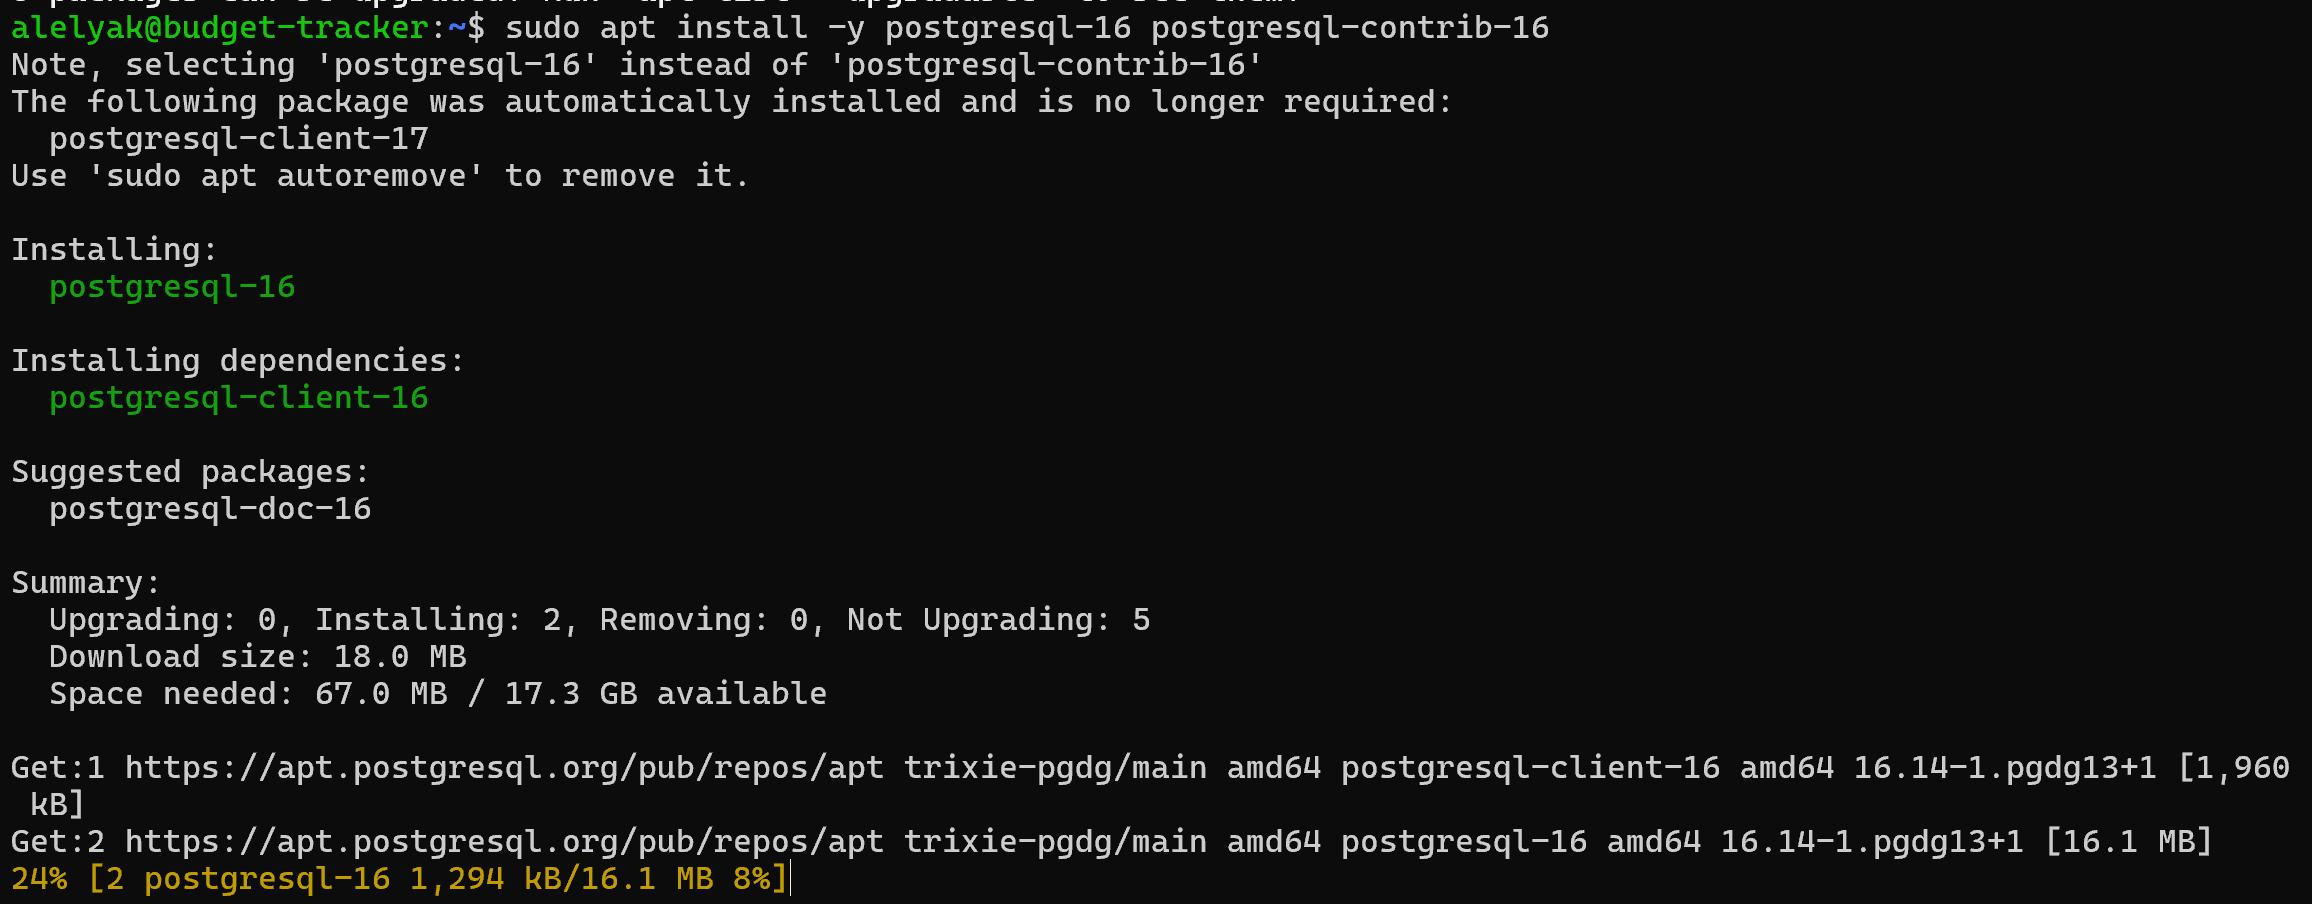 alelyak@budget-tracker:~$ sudo apt install -y postgresql-16 postgresql-contrib-16
Note, selecting 'postgresql-16' instead of 'postgresql-contrib-16'
The following package was automatically installed and is no longer required:
  postgresql-client-17
Use 'sudo apt autoremove' to remove it.

Installing:
  postgresql-16

Installing dependencies:
  postgresql-client-16

Suggested packages:
  postgresql-doc-16

Summary:
  Upgrading: 0, Installing: 2, Removing: 0, Not Upgrading: 5
  Download size: 18.0 MB
  Space needed: 67.0 MB / 17.3 GB available

Get:1 https://apt.postgresql.org/pub/repos/apt trixie-pgdg/main amd64 postgresql-client-16 amd64 16.14-1.pgdg13+1 [1,960
 kB]
Get:2 https://apt.postgresql.org/pub/repos/apt trixie-pgdg/main amd64 postgresql-16 amd64 16.14-1.pgdg13+1 [16.1 MB]
24% [2 postgresql-16 1,294 kB/16.1 MB 8%]